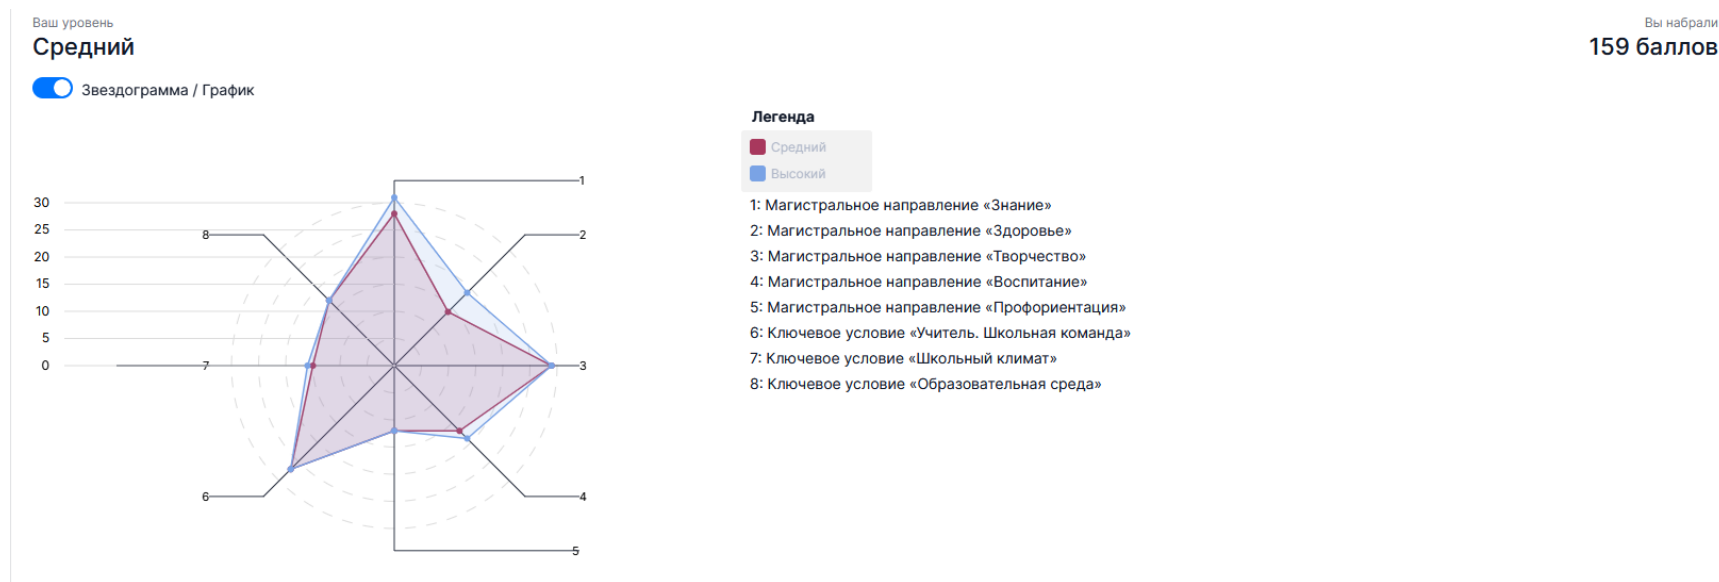 Ваш уровень
Средний
Вы набрали
159 баллов
Звездограмма / График
Легенда
Средний
Высокий
1: Магистральное направление «Знание»
2: Магистральное направление «Здоровье»
3: Магистральное направление «Творчество»
4: Магистральное направление «Воспитание»
5: Магистральное направление «Профориентация»
6: Ключевое условие «Учитель. Школьная команда»
7: Ключевое условие «Школьный климат»
8: Ключевое условие «Образовательная среда»
30
25
20
15
10
5
0
1
2
3
4
5
6
7
8